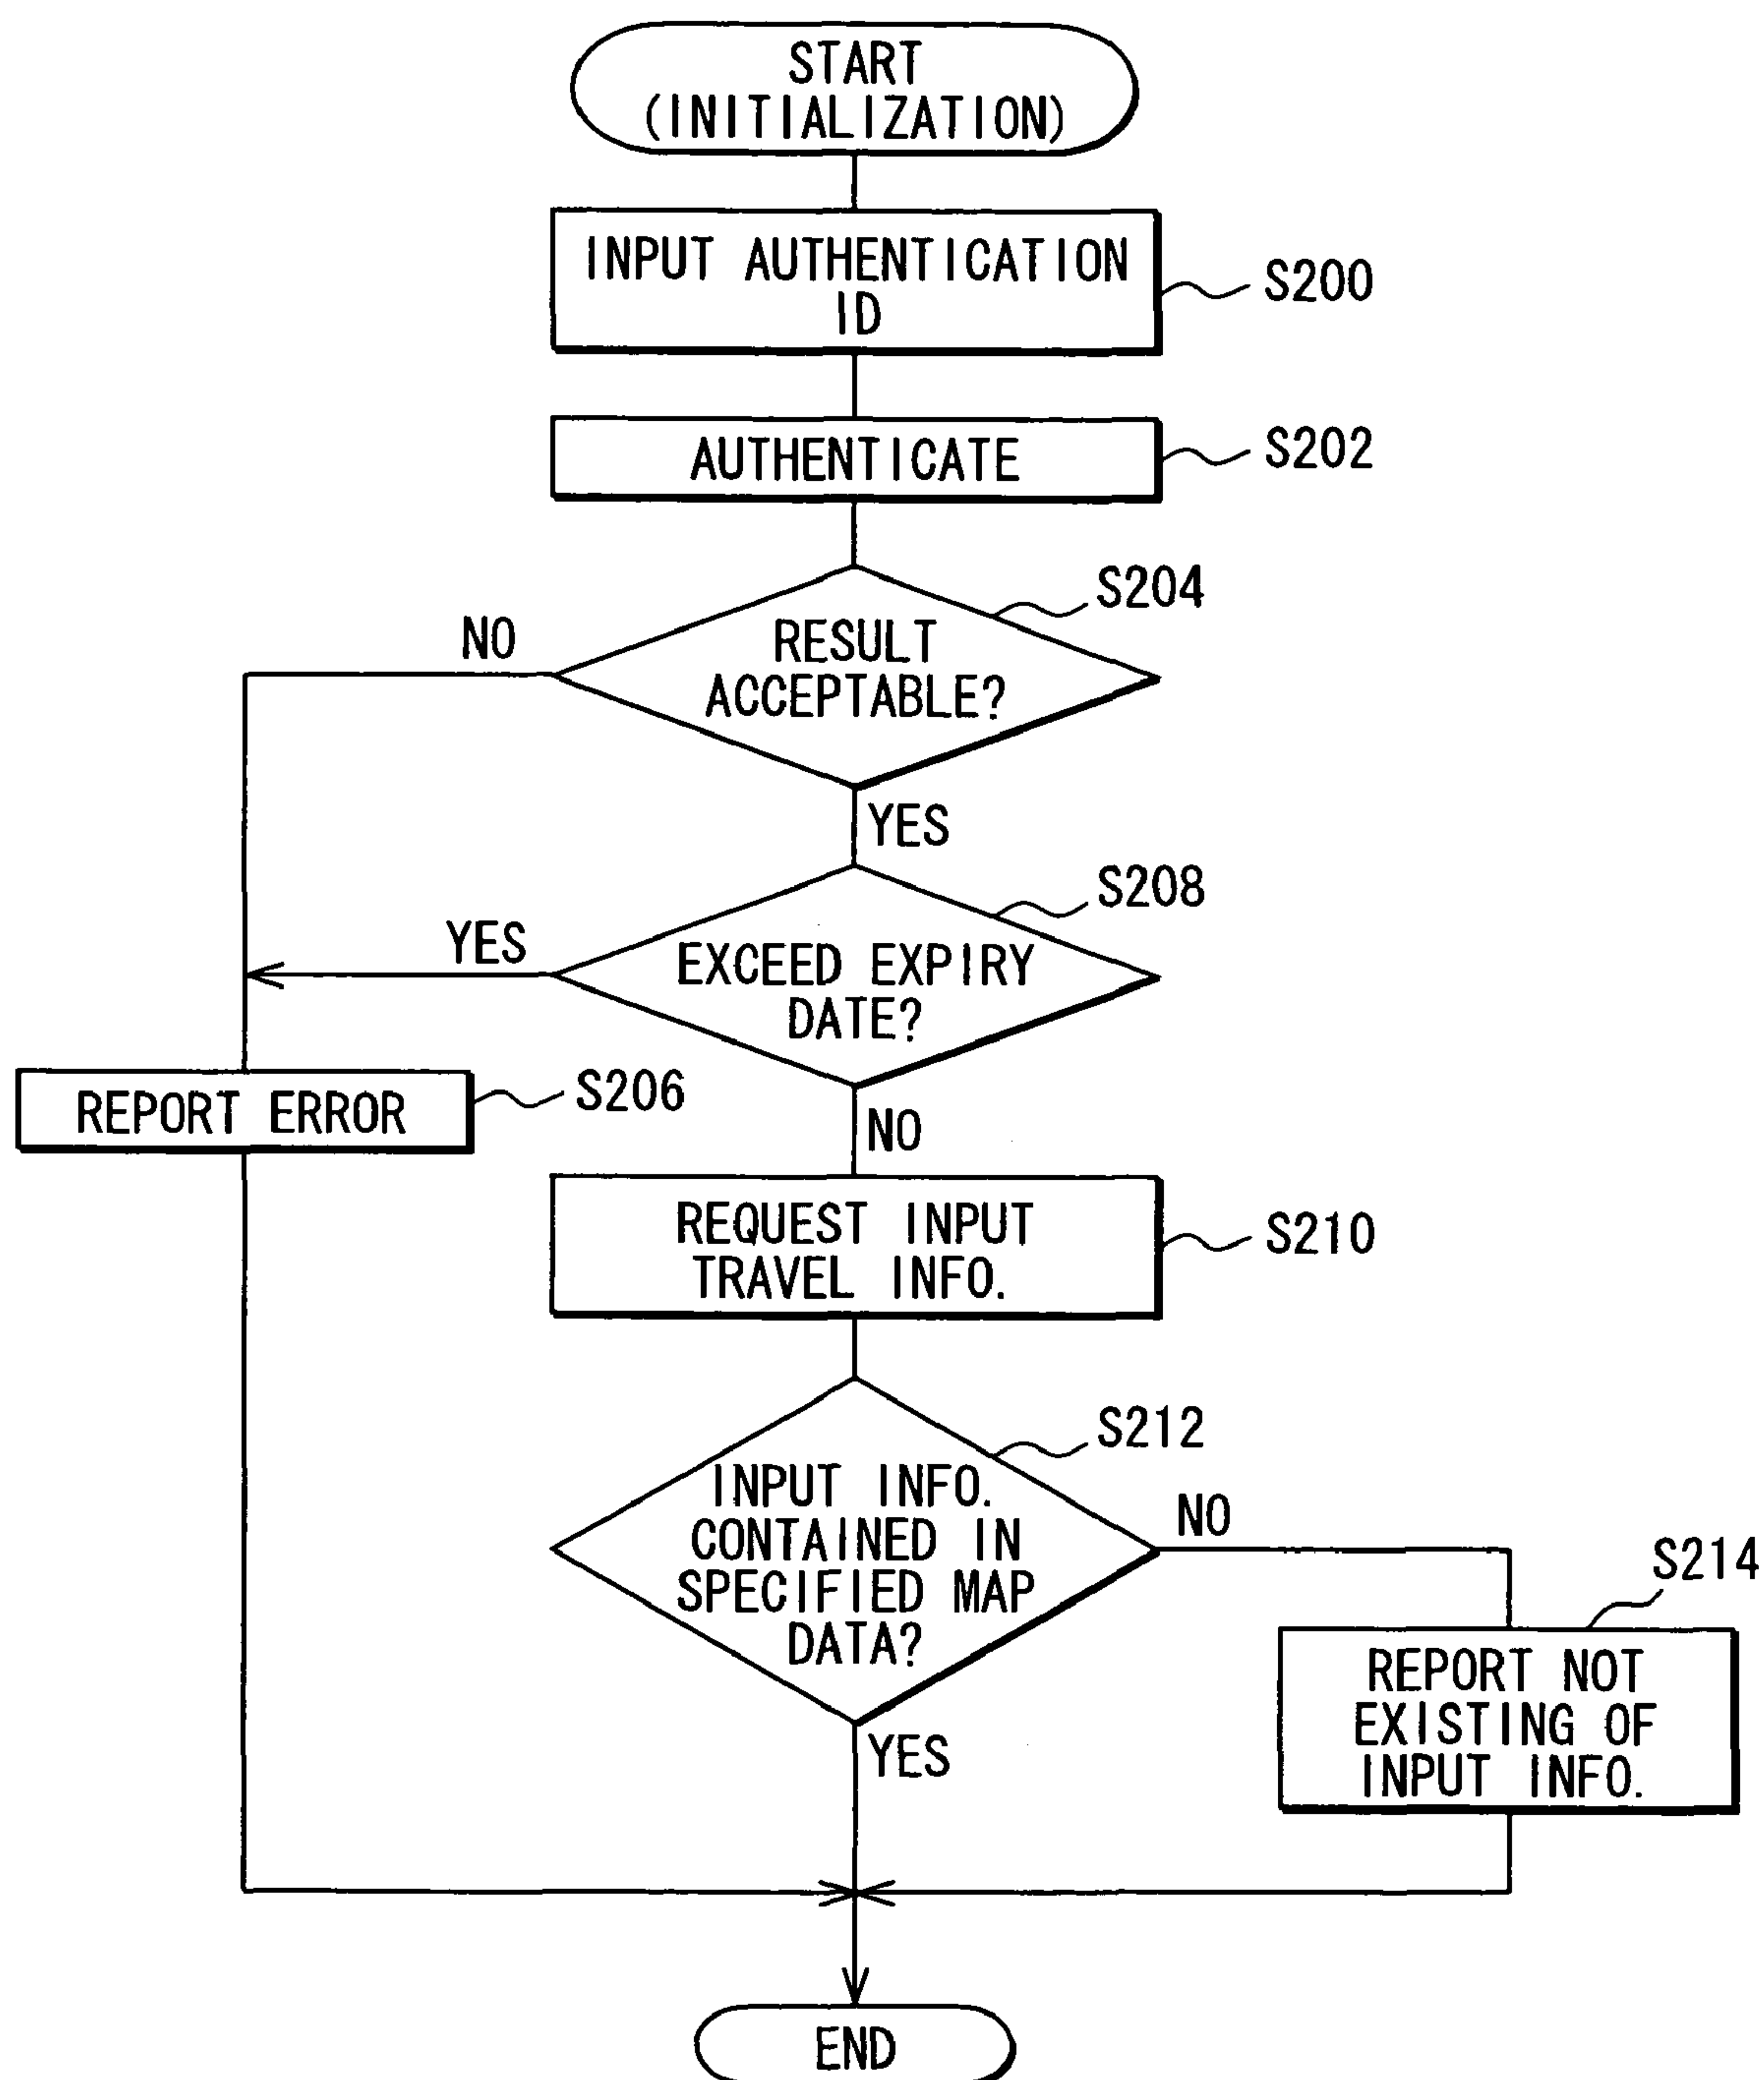 START
(INITIALIZATION)
INPUT AUTHENTICATION
ID
S200
AUTHENTICATE
S202
S204
NO
RESULT
ACCEPTABLE?
YES
S208
YES
EXCEED EXPIRY
DATE?
REPORT ERROR
S206
NO
REQUEST INPUT
TRAVEL INFO.
S210
S212
INPUT INFO.
CONTAINED IN
SPECIFIED MAP
DATA?
NO
S214
REPORT NOT
EXISTING OF
INPUT INFO.
YES
END